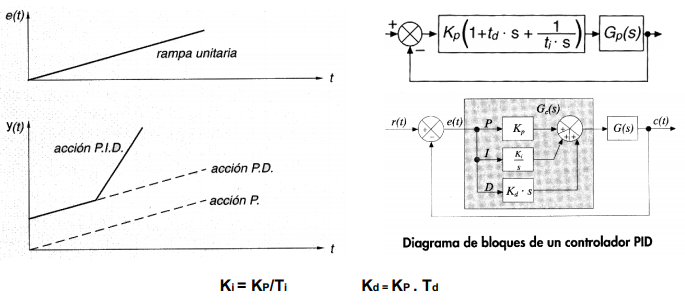 e(t)
rampa unitaria
t
y(t)
acción P.I.D.
acción P.D.
acción P.
t
+
−
Kp(1+td · s + 1/(ti · s))
Gp(s)
Gc(s)
r(t)
+
−
e(t)
P
Kp
I
Ki/s
D
Kd · s
+
+
+
G(s)
c(t)
Diagrama de bloques de un controlador PID
Ki = KP/Ti
Kd = KP . Td